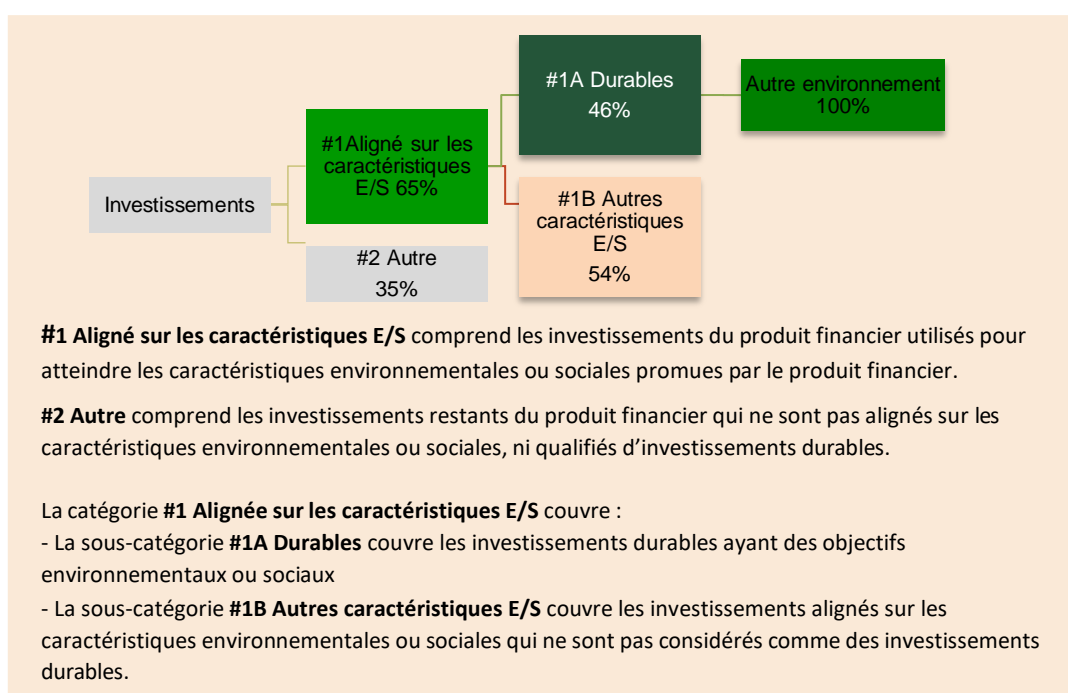 #1A Durables
46%
Autre environnement
100%
#1Aligné sur les
caractéristiques
E/S 65%
Investissements
#1B Autres
caractéristiques
E/S
54%
#2 Autre
35%
#1 Aligné sur les caractéristiques E/S comprend les investissements du produit financier utilisés pour
atteindre les caractéristiques environnementales ou sociales promues par le produit financier.
#2 Autre comprend les investissements restants du produit financier qui ne sont pas alignés sur les
caractéristiques environnementales ou sociales, ni qualifiés d’investissements durables.
La catégorie #1 Alignée sur les caractéristiques E/S couvre :
- La sous-catégorie #1A Durables couvre les investissements durables ayant des objectifs
environnementaux ou sociaux
- La sous-catégorie #1B Autres caractéristiques E/S couvre les investissements alignés sur les
caractéristiques environnementales ou sociales qui ne sont pas considérés comme des investissements
durables.